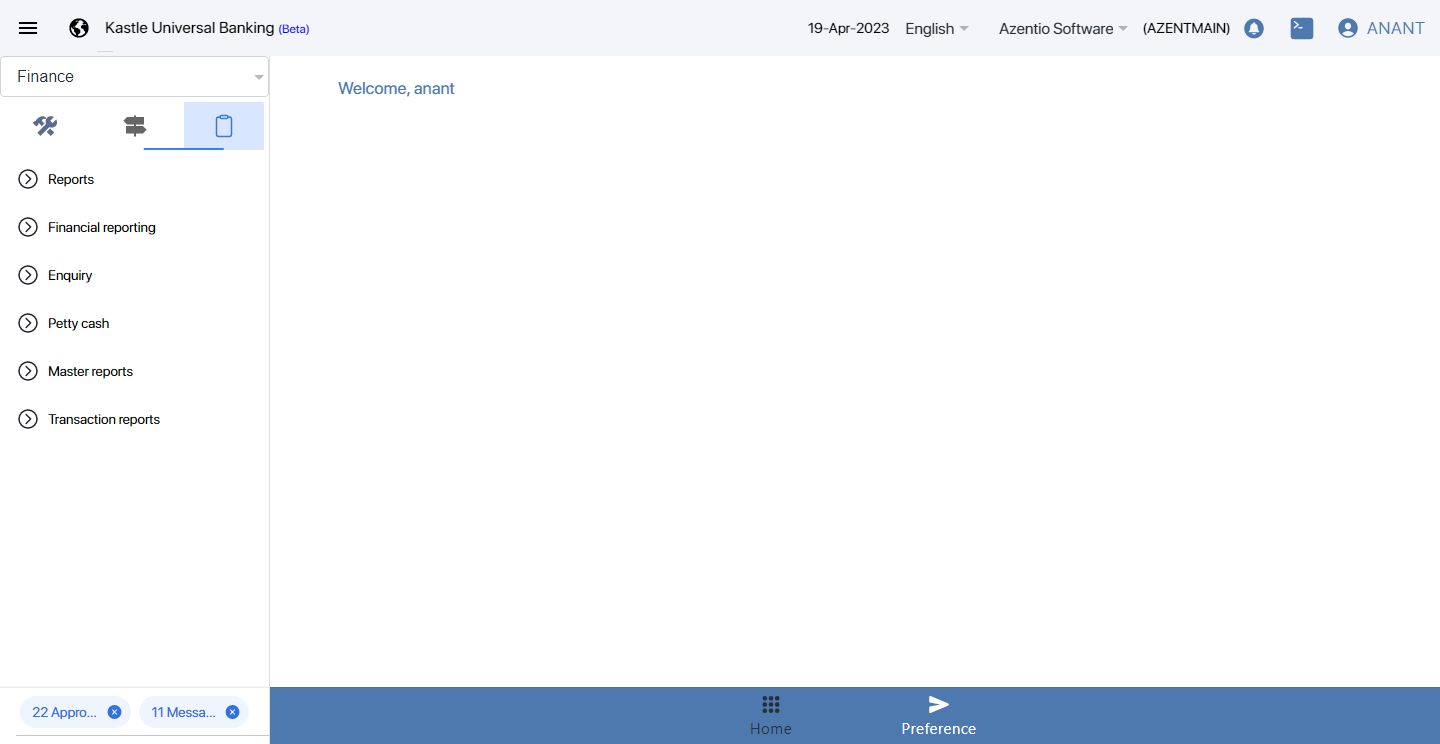 Kastle Universal Banking (Beta)
19-Apr-2023
English
Azentio Software
(AZENTMAIN)
ANANT
Finance
Welcome, anant
Reports
Financial reporting
Enquiry
Petty cash
Master reports
Transaction reports
22 Appro...
11 Messa...
Home
Preference